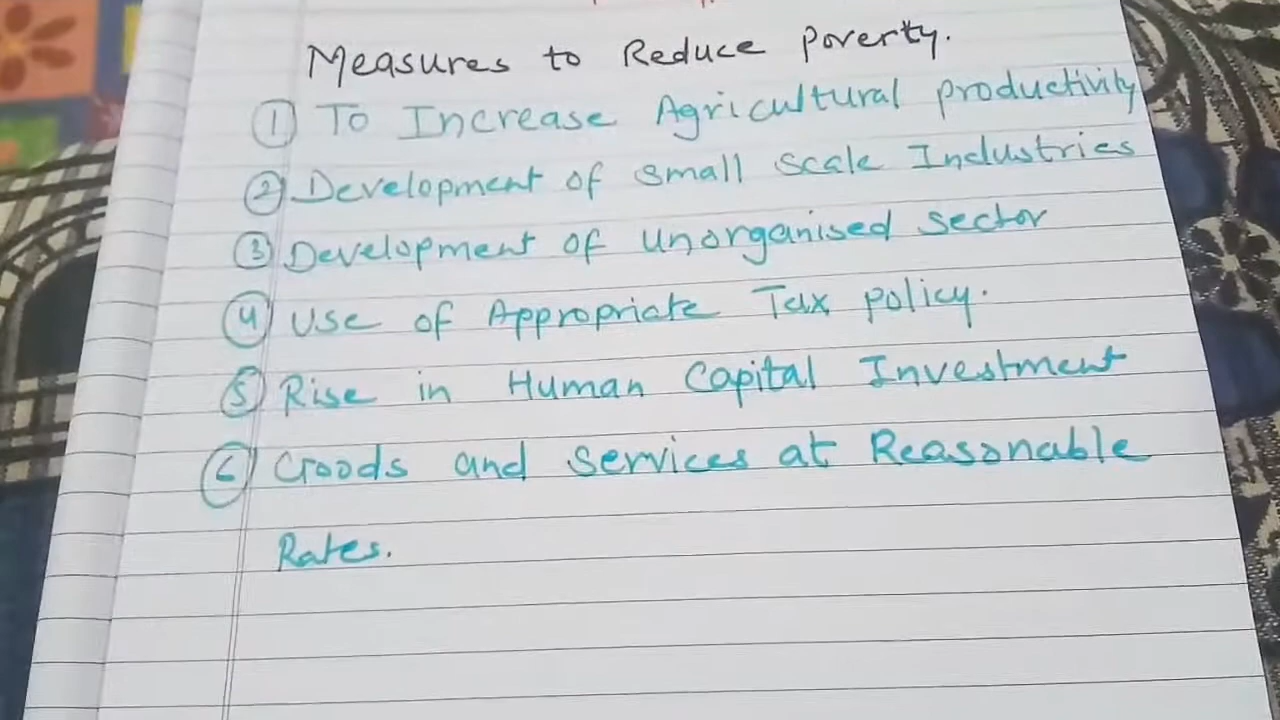 Measures to Reduce poverty.
① To Increase Agricultural productivity
② Development of small scale Industries
③ Development of unorganised sector
④ Use of Appropriate Tax policy.
⑤ Rise in Human Capital Investment
⑥ Goods and services at Reasonable
Rates.